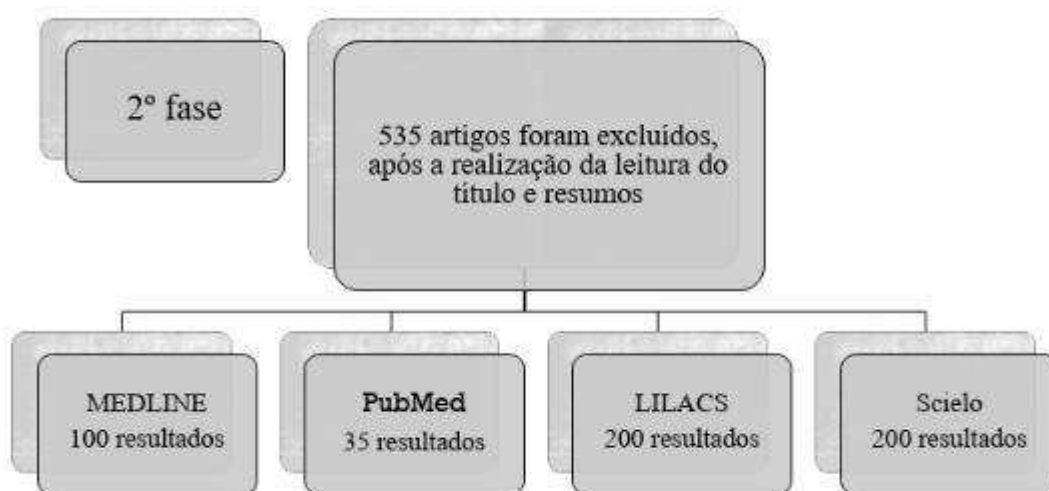 2º fase
535 artigos foram excluídos,
após a realização da leitura do
título e resumos
MEDLINE
100 resultados
PubMed
35 resultados
LILACS
200 resultados
Scielo
200 resultados